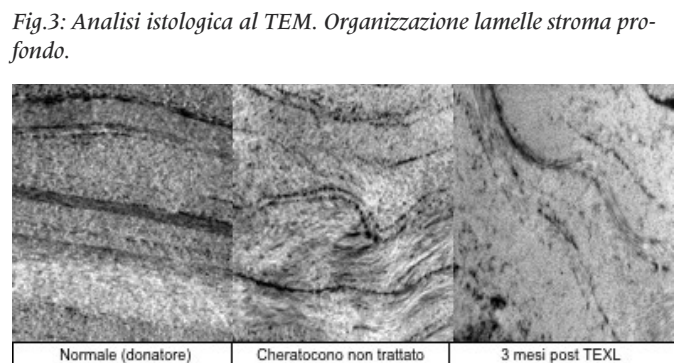 Fig.3: Analisi istologica al TEM. Organizzazione lamelle stroma pro-
fondo.
Normale (donatore)
Cheratocono non trattato
3 mesi post TEXL